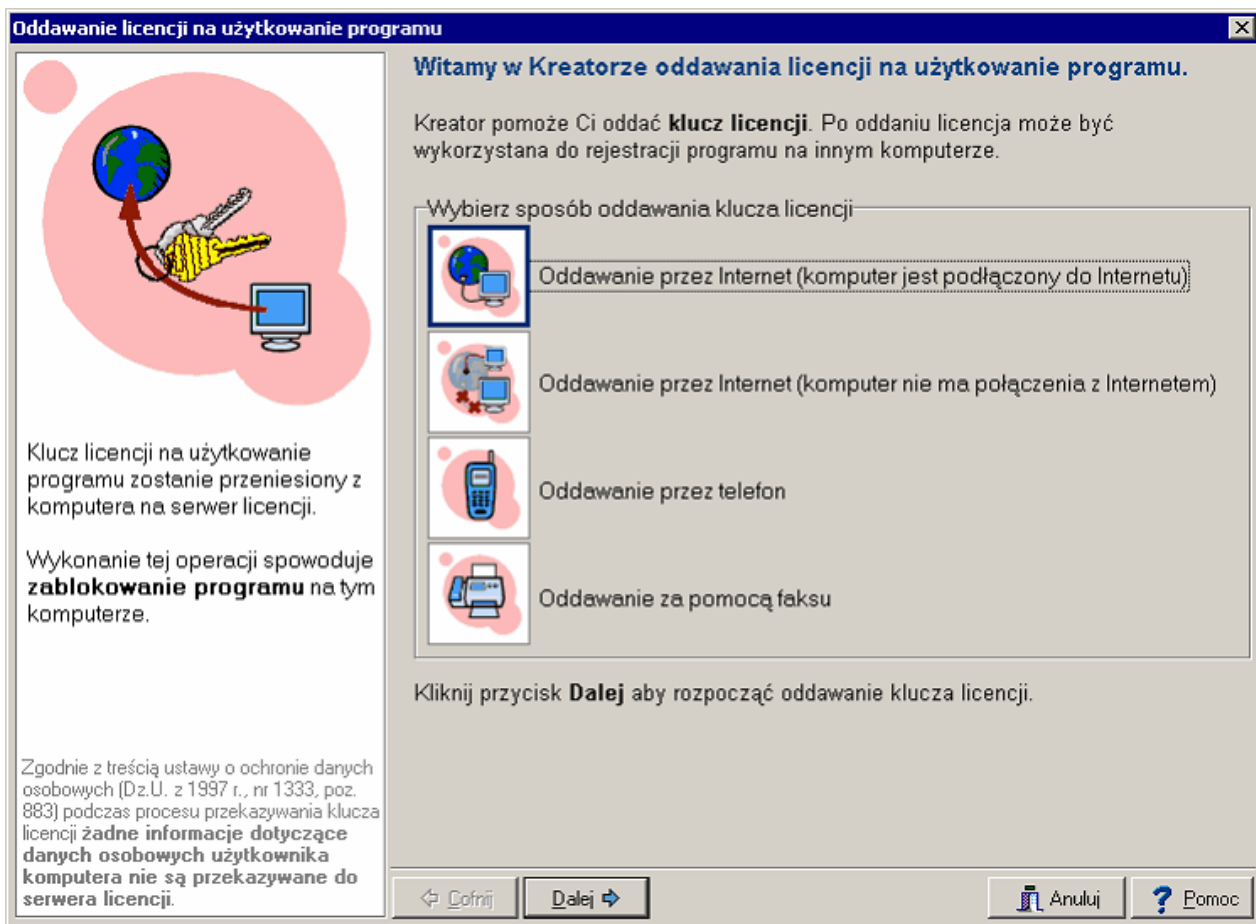 Oddawanie licencji na użytkowanie programu
Witamy w Kreatorze oddawania licencji na użytkowanie programu.
Kreator pomoże Ci oddać klucz licencji. Po oddaniu licencja może być
wykorzystana do rejestracji programu na innym komputerze.
Wybierz sposób oddawania klucza licencji
Oddawanie przez Internet (komputer jest podłączony do Internetu)
Oddawanie przez Internet (komputer nie ma połączenia z Internetem)
Oddawanie przez telefon
Oddawanie za pomocą faksu
Kliknij przycisk Dalej aby rozpocząć oddawanie klucza licencji.
Klucz licencji na użytkowanie
programu zostanie przeniesiony z
komputera na serwer licencji.
Wykonanie tej operacji spowoduje
zablokowanie programu na tym
komputerze.
Zgodnie z treścią ustawy o ochronie danych
osobowych (Dz.U. z 1997 r., nr 1333, poz.
883) podczas procesu przekazywania klucza
licencji żadne informacje dotyczące
danych osobowych użytkownika
komputera nie są przekazywane do
serwera licencji.
Cofnij
Dalej
Anuluj
Pomoc